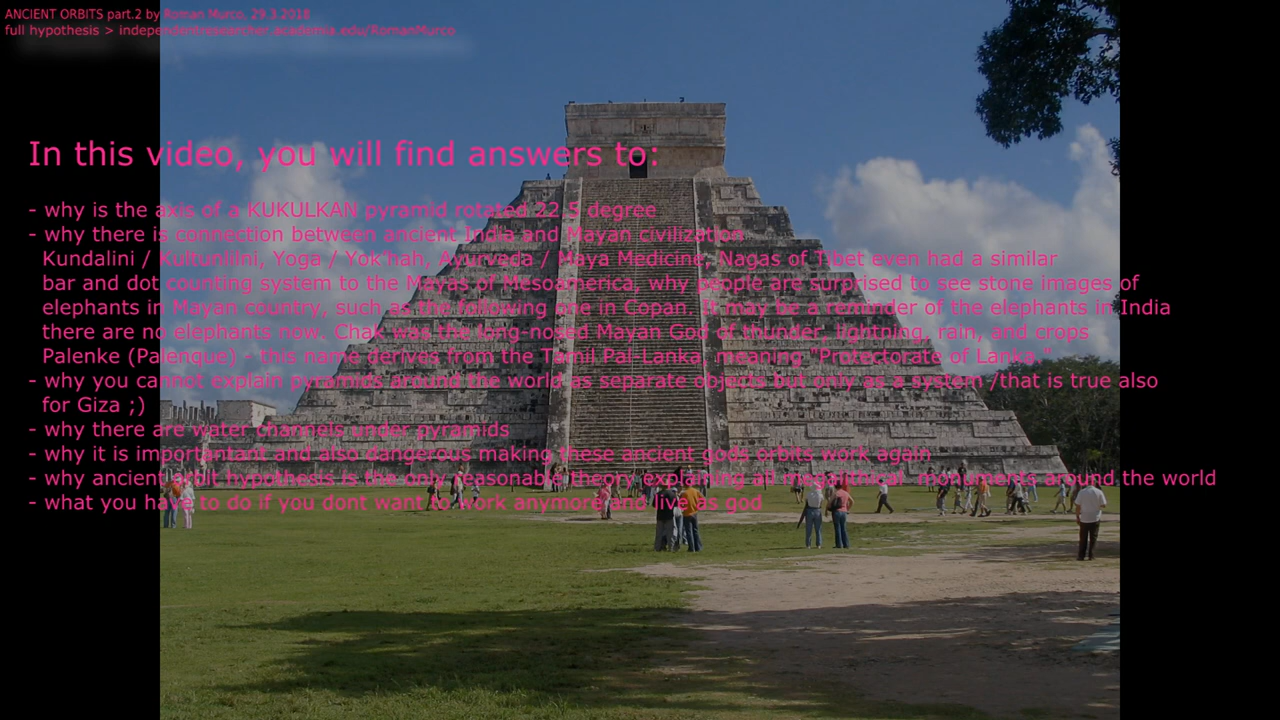 ANCIENT ORBITS part.2 by Roman Murco, 29.3.2018
full hypothesis > independentresearcher.academia.edu/RomanMurco
In this video, you will find answers to:
- why is the axis of a KUKULKAN pyramid rotated 22.5 degree
- why there is connection between ancient India and Mayan civilization
Kundalini / Kultunlilni, Yoga / Yok'hah, Ayurveda / Maya Medicine, Nagas of Tibet even had a similar
bar and dot counting system to the Mayas of Mesoamerica, why people are surprised to see stone images of
elephants in Mayan country, such as the following one in Copan. It may be a reminder of the elephants in India
there are no elephants now. Chak was the long-nosed Mayan God of thunder, lightning, rain, and crops
Palenke (Palenque) - this name derives from the Tamil Pal-Lanka, meaning "Protectorate of Lanka."
- why you cannot explain pyramids around the world as separate objects but only as a system /that is true also
for Giza ;)
- why there are water channels under pyramids
- why it is importantant and also dangerous making these ancient gods orbits work again
- why ancient orbit hypothesis is the only reasonable theory explaining all megalithical monuments around the world
- what you have to do if you dont want to work anymore and live as god